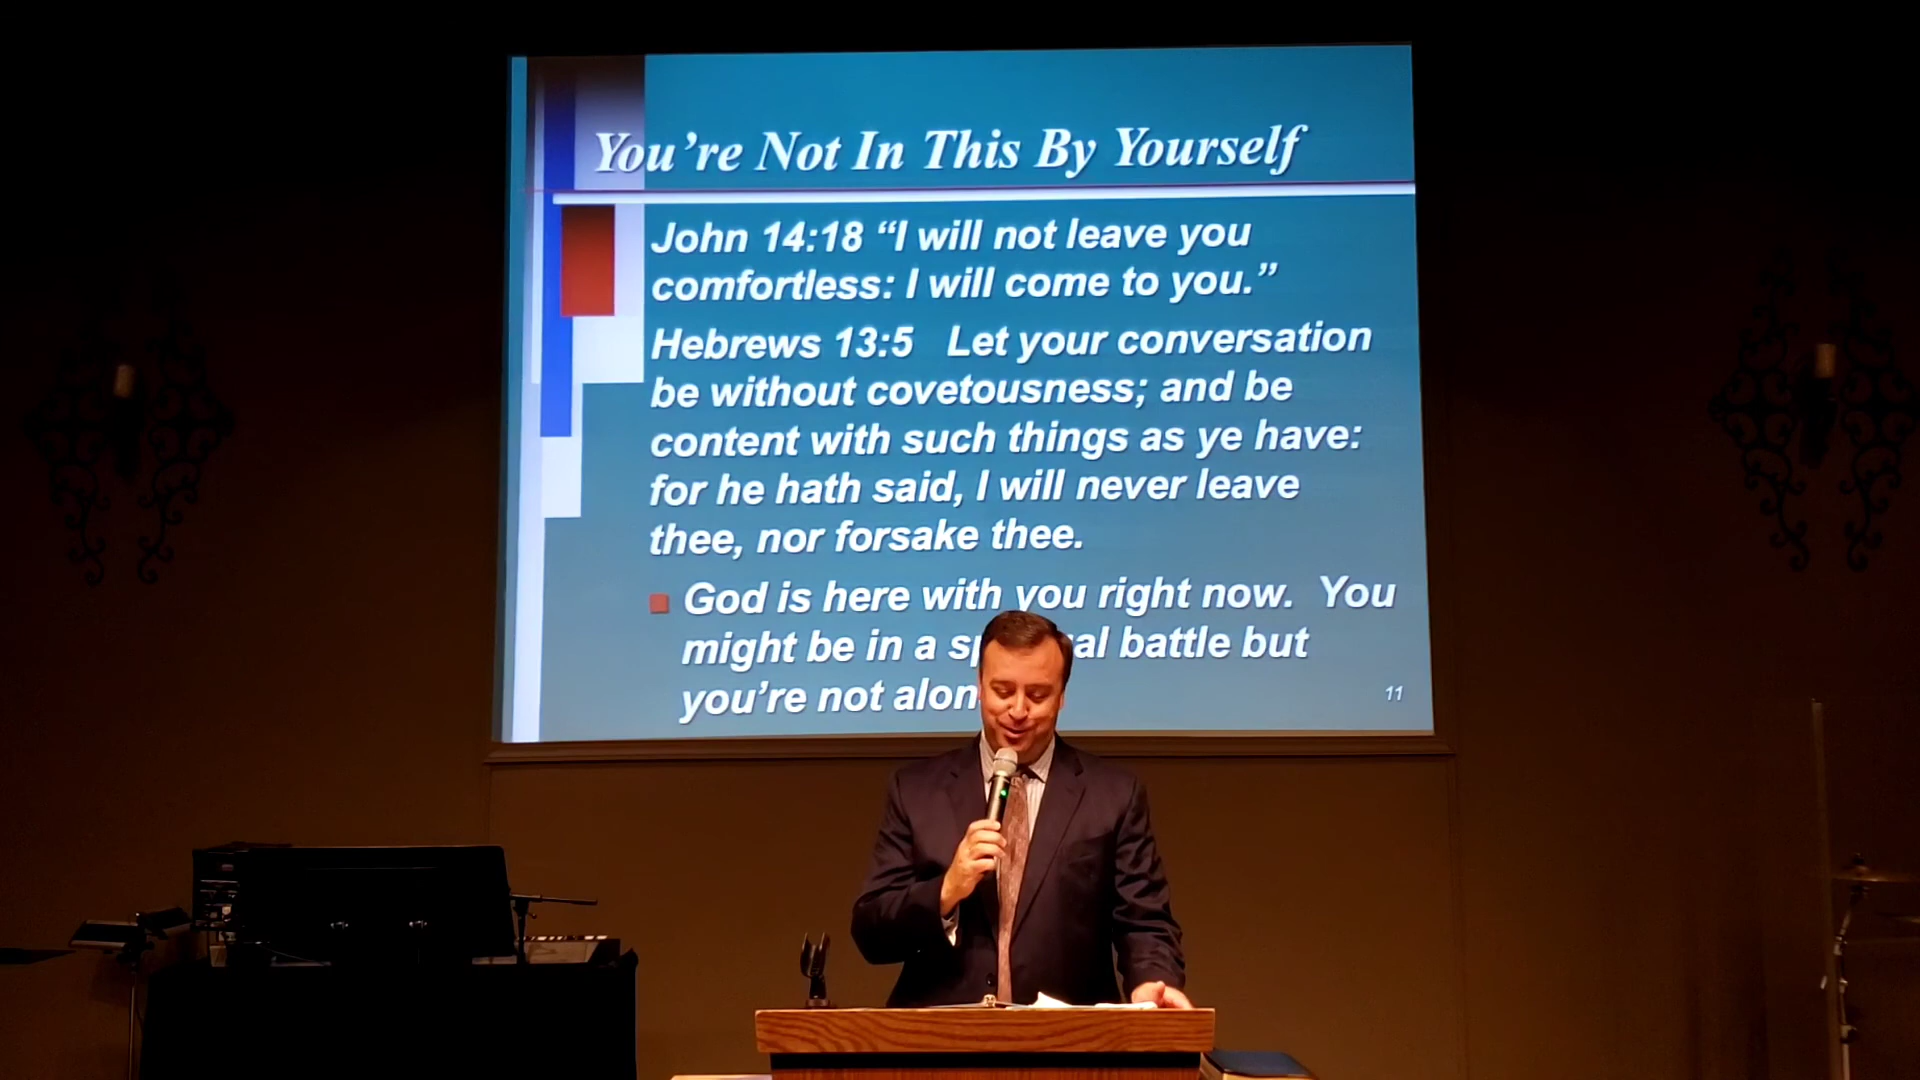 You're Not In This By Yourself
John 14:18 “I will not leave you
comfortless: I will come to you.”
Hebrews 13:5 Let your conversation
be without covetousness; and be
content with such things as ye have:
for he hath said, I will never leave
thee, nor forsake thee.
God is here with you right now. You
might be in a battle but
you're not
11